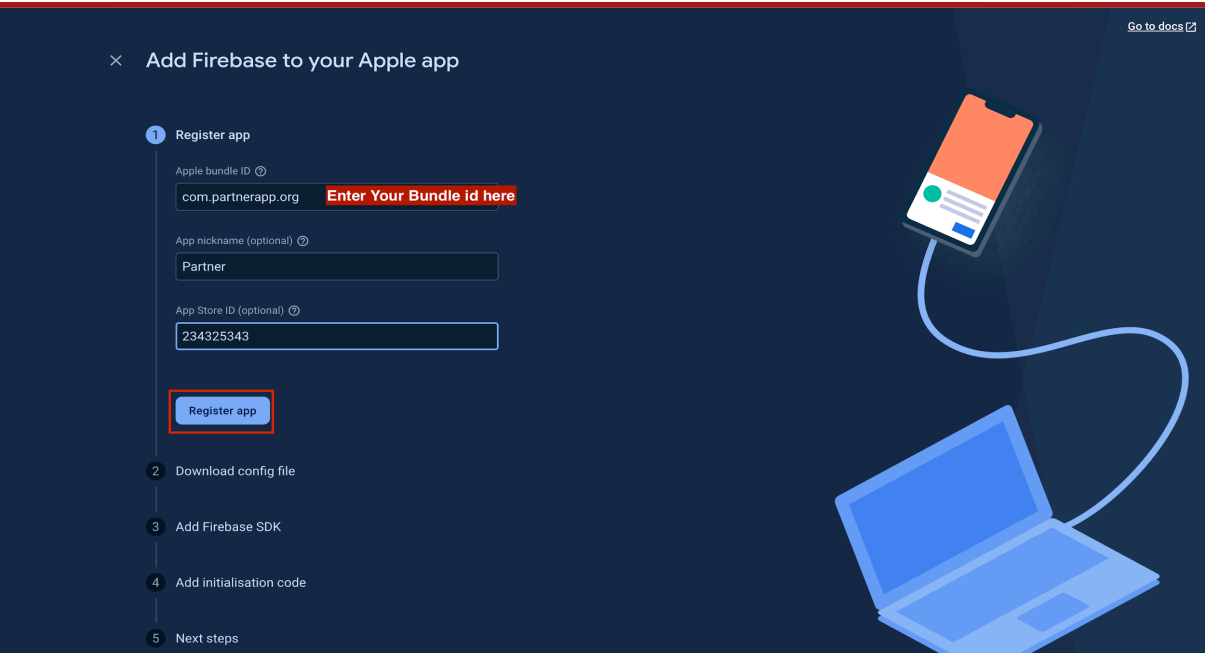 Go to docs
Add Firebase to your Apple app
1 Register app
Apple bundle ID
com.partnerapp.org Enter Your Bundle id here
App nickname (optional)
Partner
App Store ID (optional)
234325343
Register app
2 Download config file
3 Add Firebase SDK
4 Add initialisation code
5 Next steps